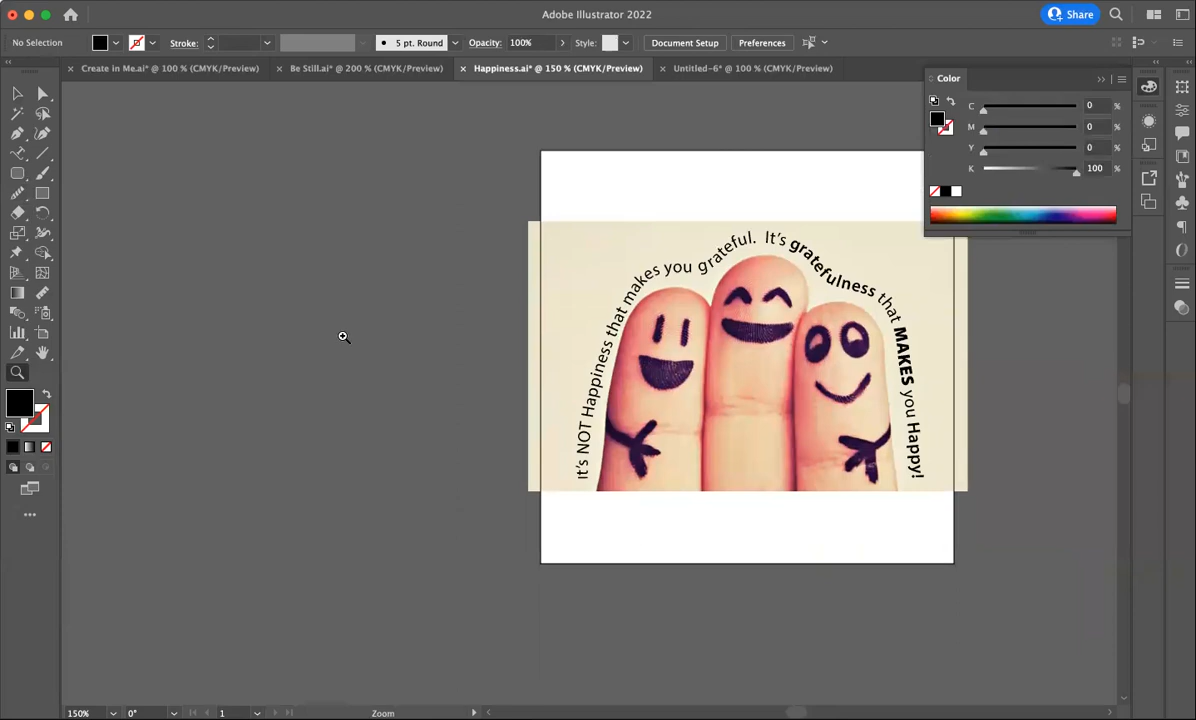 Adobe Illustrator 2022
Share
No Selection
Stroke:
5 pt. Round
Opacity:
100%
Style:
Document Setup
Preferences
Create in Me.ai* @ 100 % (CMYK/Preview)
Be Still.ai* @ 200 % (CMYK/Preview)
Happiness.ai* @ 150 % (CMYK/Preview)
Untitled-6* @ 100 % (CMYK/Preview)
Color
C 0 %
M 0 %
Y 0 %
K 100 %
It's NOT Happiness that makes you grateful. It's gratefulness that MAKES you Happy!
150%
0°
1
Zoom